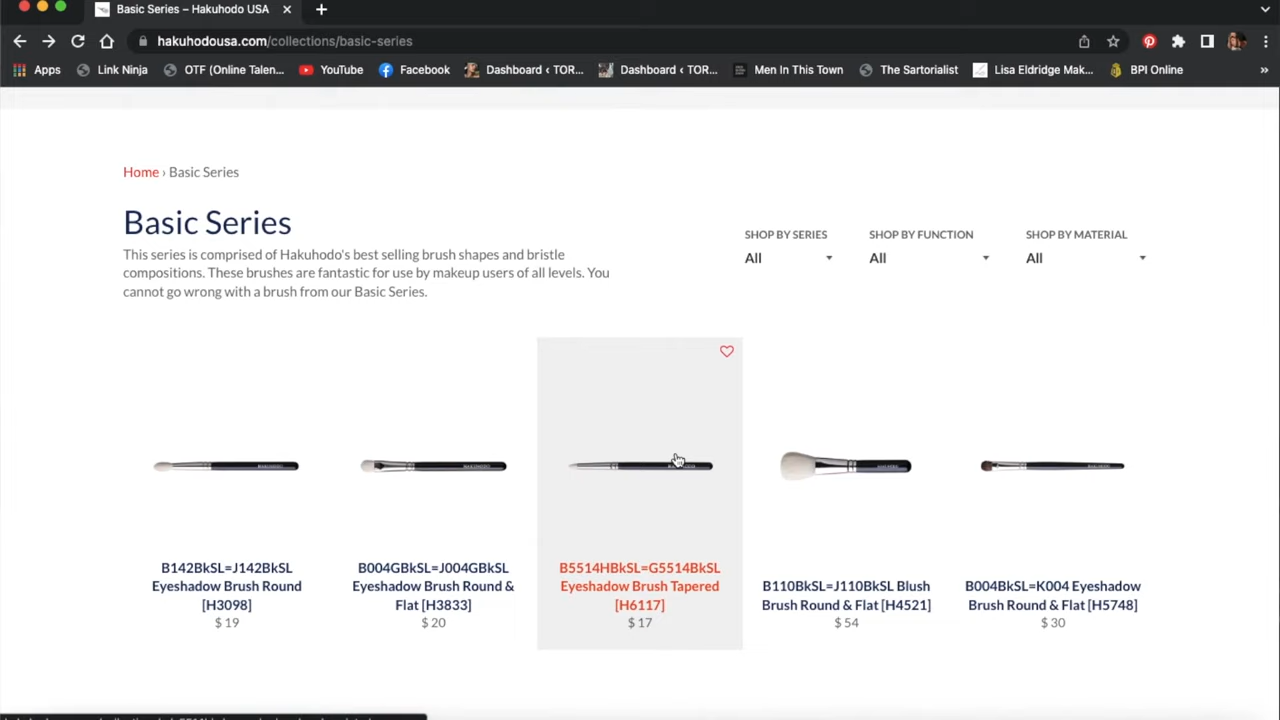 Basic Series – Hakuhodo USA
hakuhodousa.com/collections/basic-series
Apps Link Ninja OTF (Online Talen... YouTube Facebook Dashboard ‹ TOR... Dashboard ‹ TOR... Men In This Town The Sartorialist Lisa Eldridge Mak... BPI Online »
Home › Basic Series
Basic Series
This series is comprised of Hakuhodo's best selling brush shapes and bristle
compositions. These brushes are fantastic for use by makeup users of all levels. You
cannot go wrong with a brush from our Basic Series.
SHOP BY SERIES
All
SHOP BY FUNCTION
All
SHOP BY MATERIAL
All
B142BkSL=J142BkSL
Eyeshadow Brush Round
[H3098]
$ 19
B004GBkSL=J004GBkSL
Eyeshadow Brush Round &
Flat [H3833]
$ 20
B5514HBkSL=G5514BkSL
Eyeshadow Brush Tapered
[H6117]
$ 17
B110BkSL=J110BkSL Blush
Brush Round & Flat [H4521]
$ 54
B004BkSL=K004 Eyeshadow
Brush Round & Flat [H5748]
$ 30